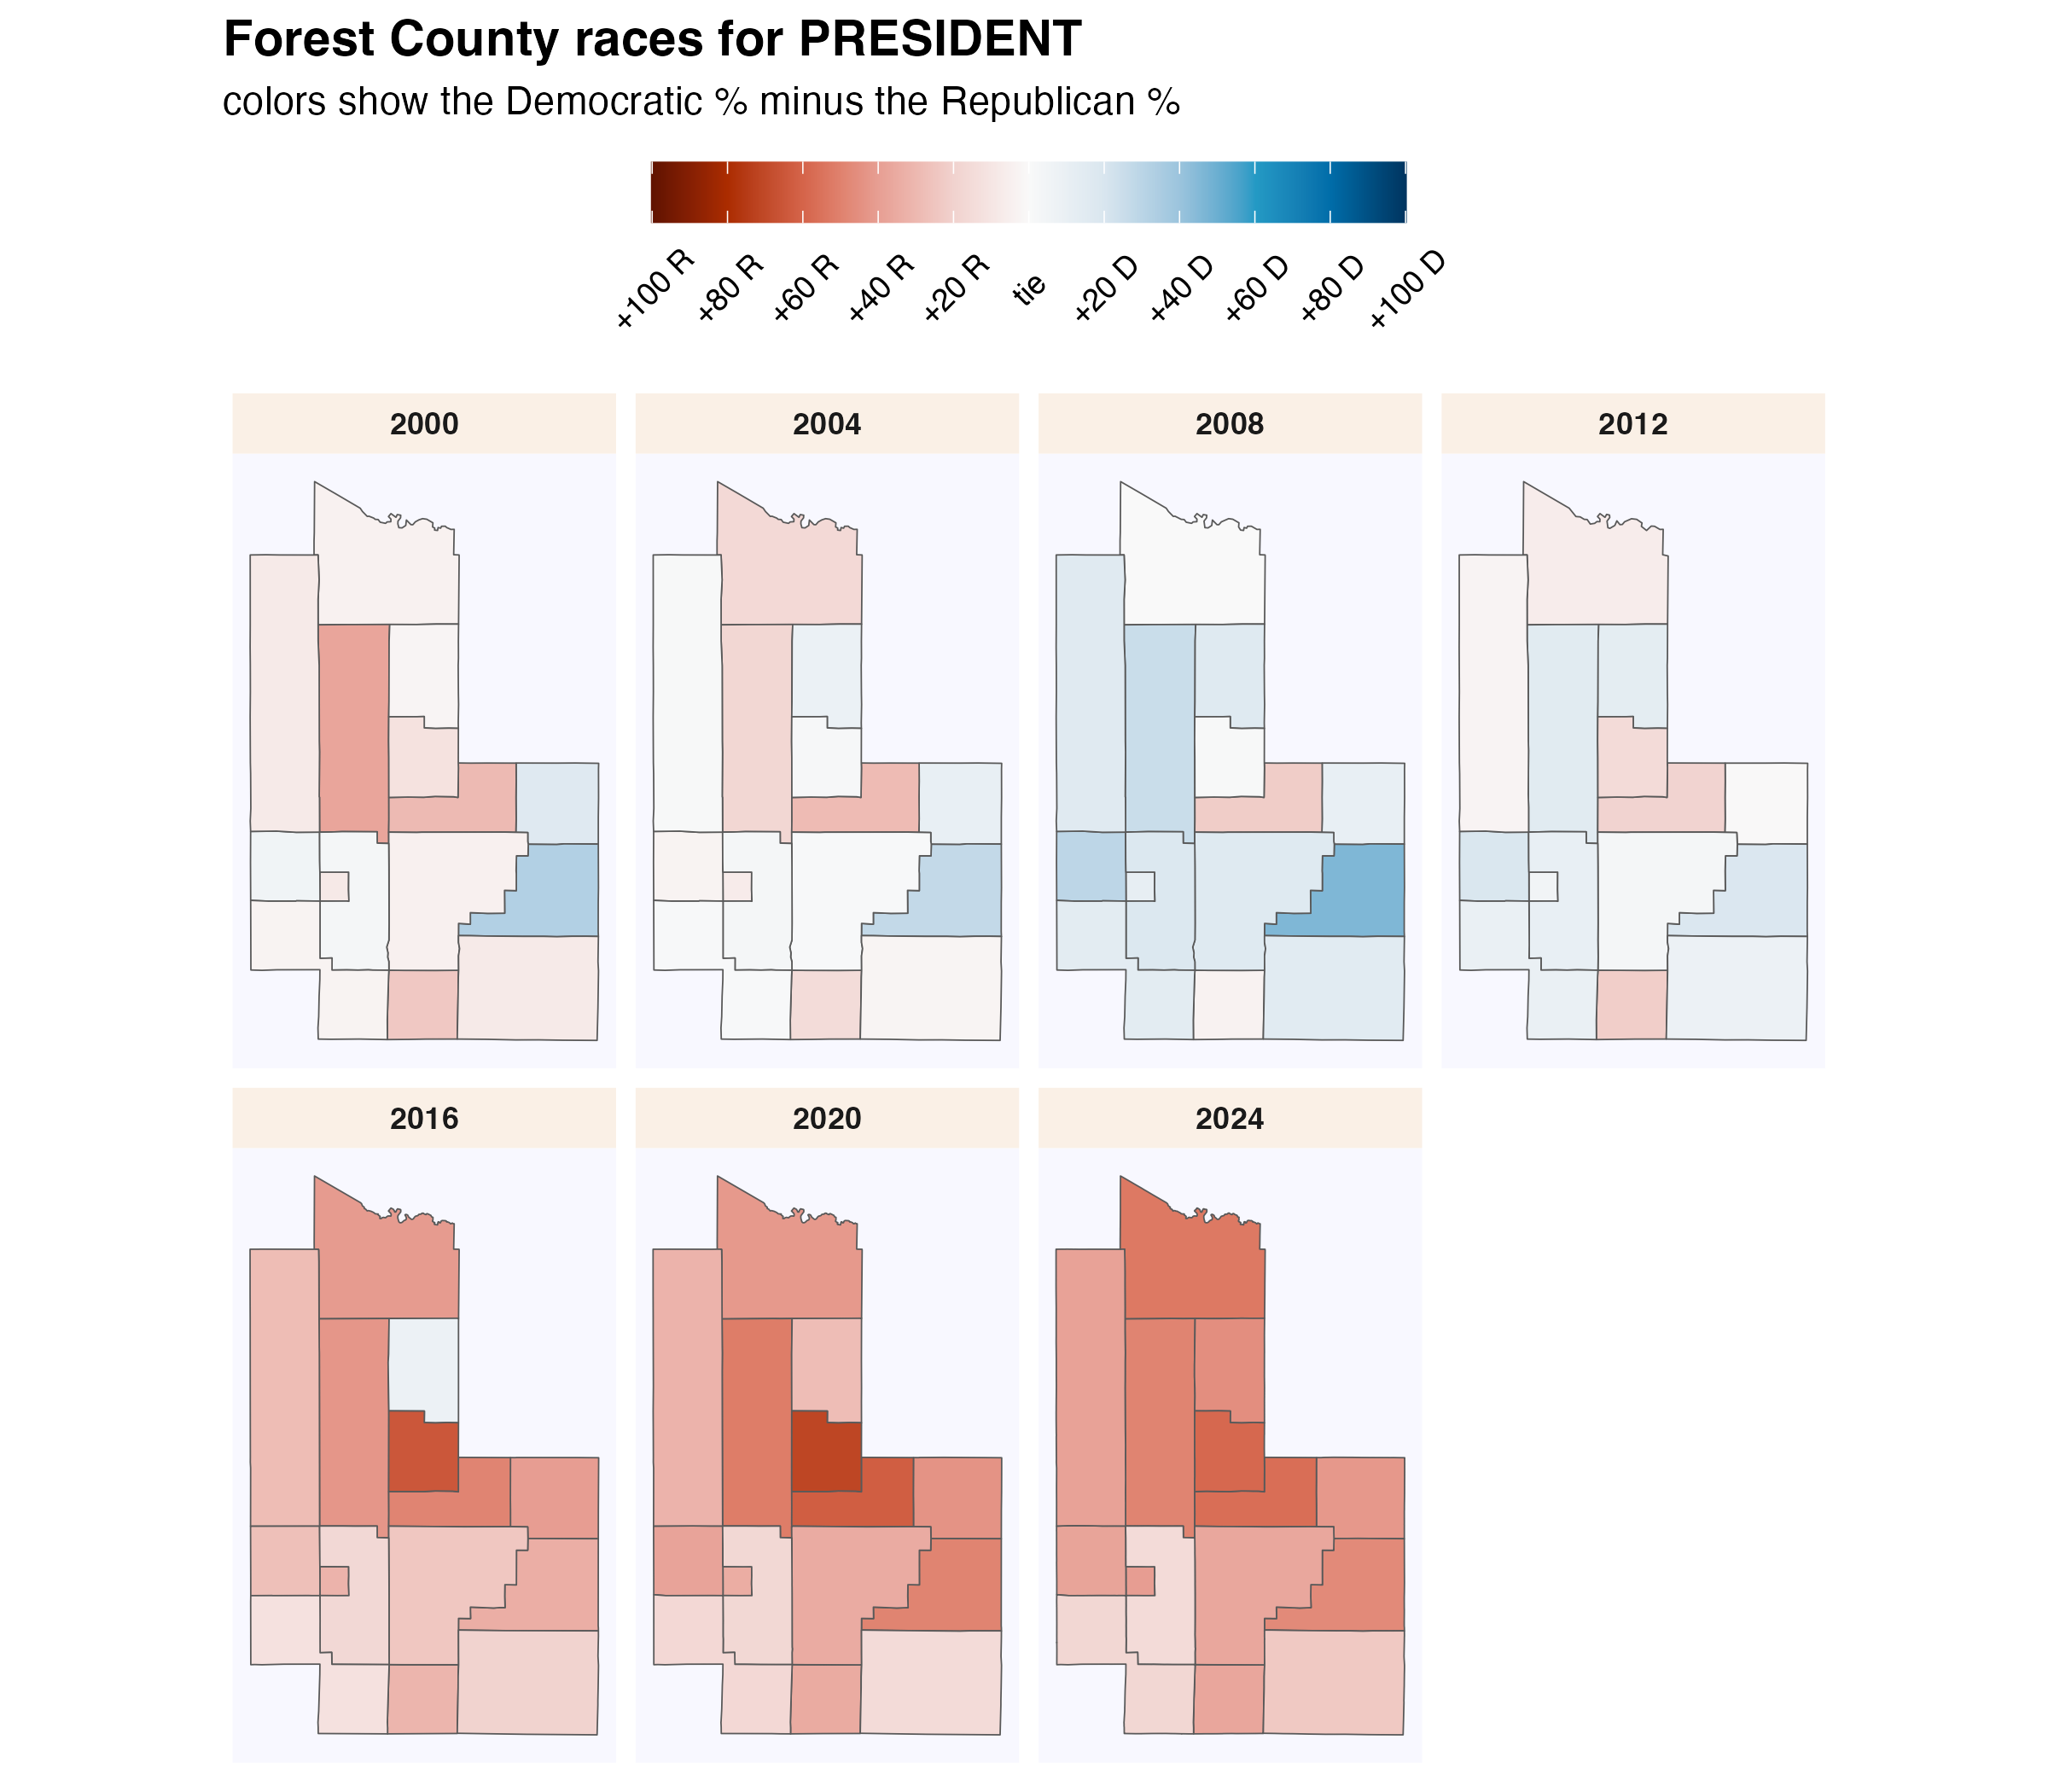 Forest County races for PRESIDENT
colors show the Democratic % minus the Republican %
+100 R
+80 R
+60 R
+40 R
+20 R
tie
+20 D
+40 D
+60 D
+80 D
+100 D
2000
2004
2008
2012
2016
2020
2024